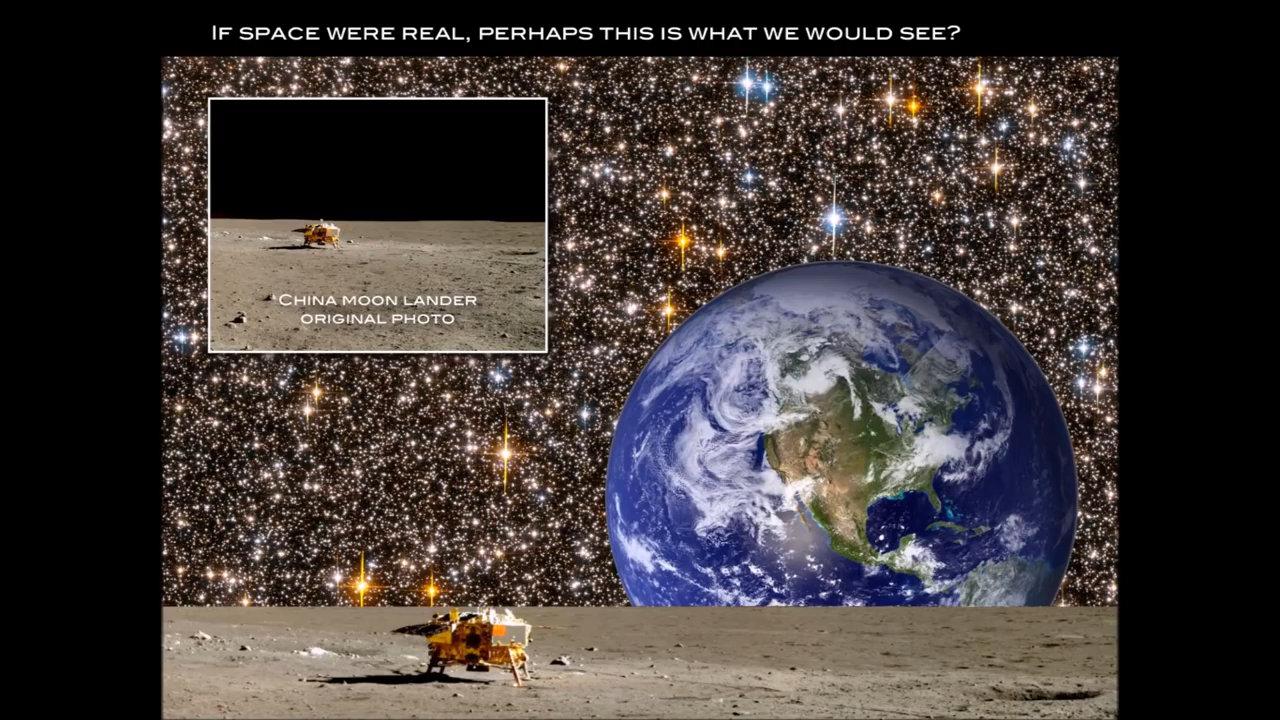 If space were real, perhaps this is what we would see?
China moon lander
original photo